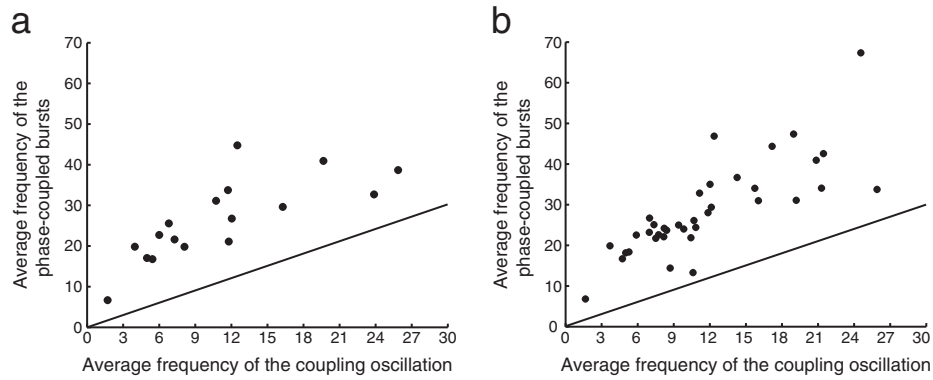 a
70
60
50
40
30
20
10
0
0 3 6 9 12 15 18 21 24 27 30
Average frequency of the
phase-coupled bursts
Average frequency of the coupling oscillation
b
70
60
50
40
30
20
10
0
0 3 6 9 12 15 18 21 24 27 30
Average frequency of the
phase-coupled bursts
Average frequency of the coupling oscillation